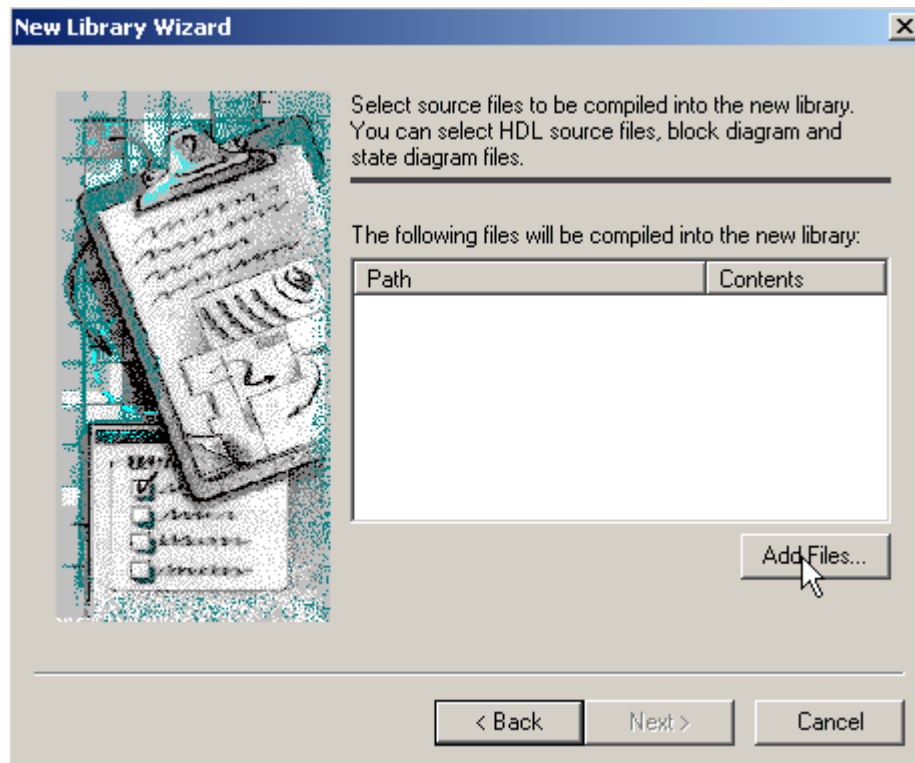 New Library Wizard
Select source files to be compiled into the new library.
You can select HDL source files, block diagram and
state diagram files.
The following files will be compiled into the new library:
Path Contents
Add Files...
< Back Next > Cancel